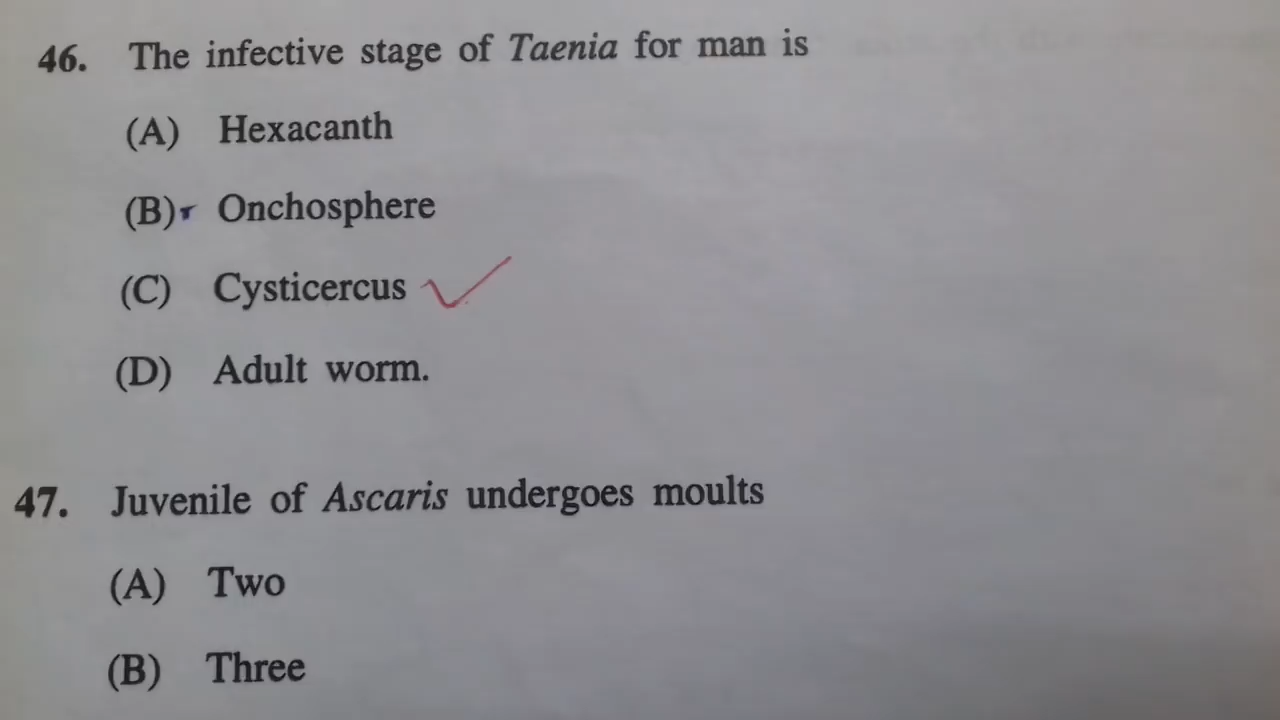 46. The infective stage of Taenia for man is
(A) Hexacanth
(B) Onchosphere
(C) Cysticercus
(D) Adult worm.
47. Juvenile of Ascaris undergoes moults
(A) Two
(B) Three